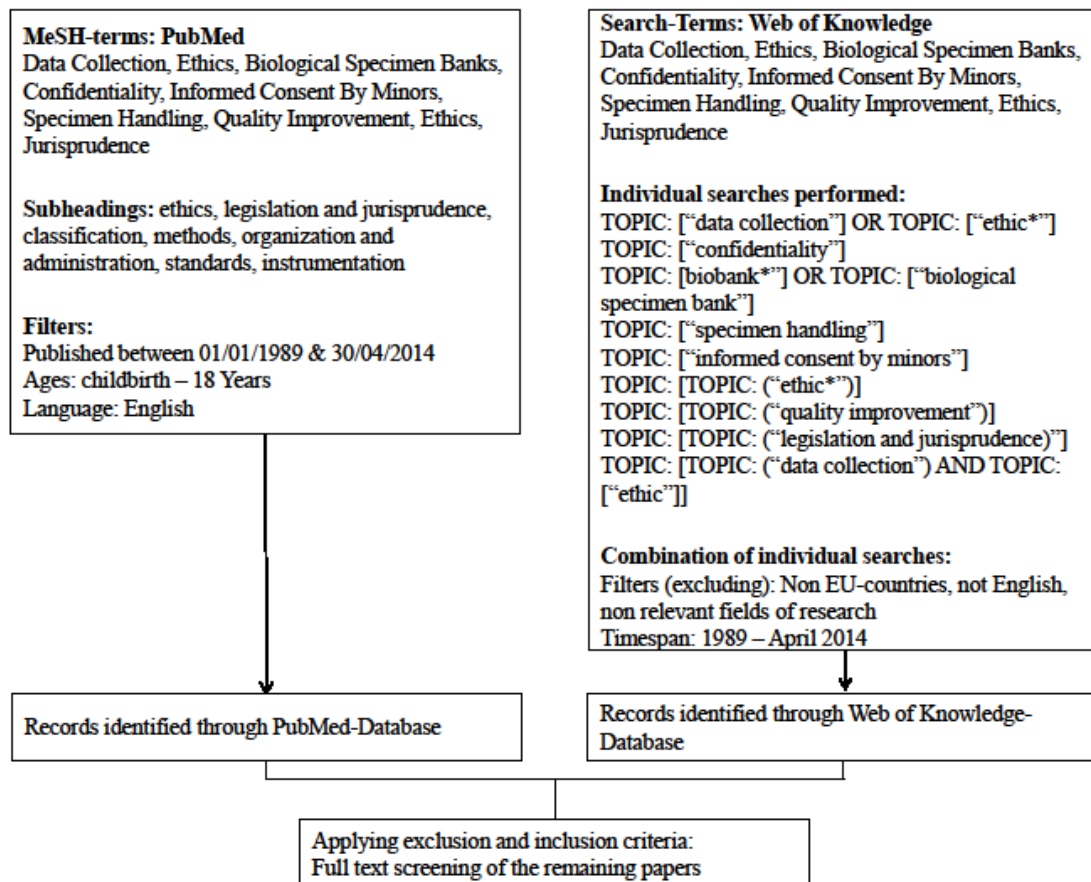 MeSH-terms: PubMed
Data Collection, Ethics, Biological Specimen Banks,
Confidentiality, Informed Consent By Minors,
Specimen Handling, Quality Improvement, Ethics,
Jurisprudence
Subheadings: ethics, legislation and jurisprudence,
classification, methods, organization and
administration, standards, instrumentation
Filters:
Published between 01/01/1989 & 30/04/2014
Ages: childbirth – 18 Years
Language: English
Search-Terms: Web of Knowledge
Data Collection, Ethics, Biological Specimen Banks,
Confidentiality, Informed Consent By Minors,
Specimen Handling, Quality Improvement, Ethics,
Jurisprudence
Individual searches performed:
TOPIC: [“data collection”] OR TOPIC: [“ethic*”]
TOPIC: [“confidentiality”]
TOPIC: [biobank*”] OR TOPIC: [“biological
specimen bank”]
TOPIC: [“specimen handling”]
TOPIC: [“informed consent by minors”]
TOPIC: [TOPIC: (“ethic*”)]
TOPIC: [TOPIC: (“quality improvement”)]
TOPIC: [TOPIC: (“legislation and jurisprudence)”]
TOPIC: [TOPIC: (“data collection”) AND TOPIC:
[“ethic”]]
Combination of individual searches:
Filters (excluding): Non EU-countries, not English,
non relevant fields of research
Timespan: 1989 – April 2014
Records identified through PubMed-Database
Records identified through Web of Knowledge-
Database
Applying exclusion and inclusion criteria:
Full text screening of the remaining papers